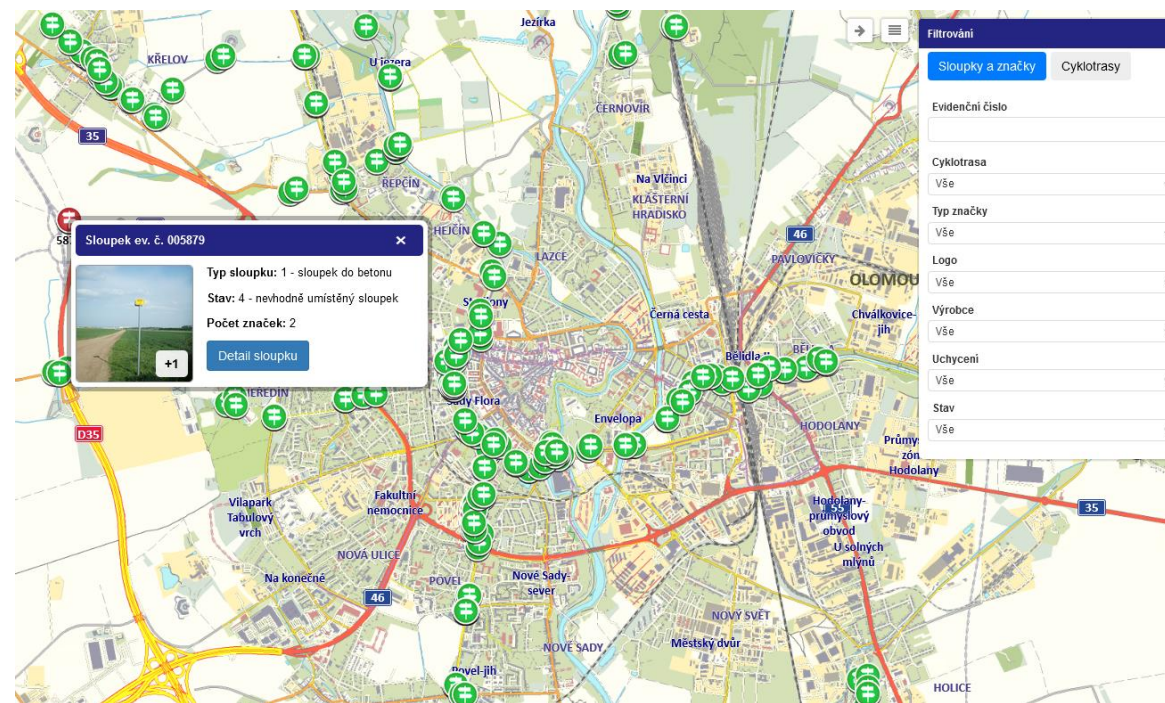 Jezírka
KŘELOV
U jezera
ČERNOVÍR
35
ŘEPČÍN
Na Vlčinci
KLÁŠTERNÍ
HRADISKO
46
HEJČÍN
LAZCE
PAVLOVIČKY
OLOMOU
Sloupek ev. č. 005879
×
Typ sloupku: 1 - sloupek do betonu
Stav: 4 - nevhodně umístěný sloupek
Počet značek: 2
Detail sloupku
+1
Černá cesta
Chválkovice-
jih
Sady Flora
Envelopa
HODOLANY
D35
Vilapark
Tabulový
vrch
Fakultní
nemocnice
Hodolany-
průmyslový
obvod
55
35
U solných
mlýnů
NOVÁ ULICE
Na konečné
46
POVEL
Nové Sady-
sever
NOVÝ SVĚT
Městský dvůr
NOVÉ SADY
Povel-jih
HOLICE
Filtrování
Sloupky a značky
Cyklotrasy
Evidenční číslo
Cyklotrasa
Vše
Typ značky
Vše
Logo
Vše
Výrobce
Vše
Uchycení
Vše
Stav
Vše